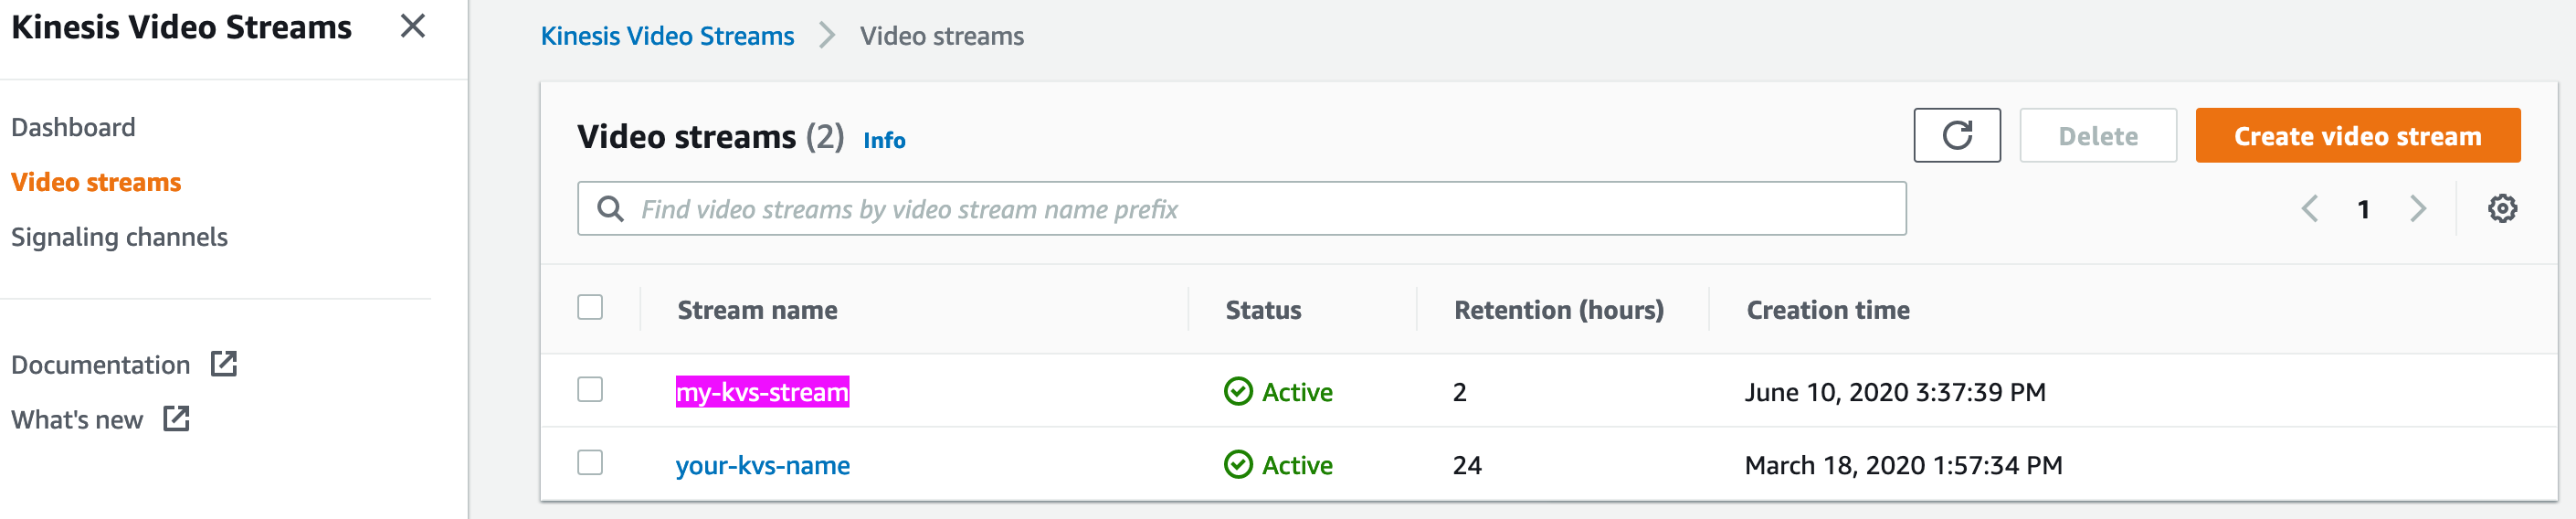 Kinesis Video Streams
Dashboard
Video streams
Signaling channels
Documentation
What's new
Kinesis Video Streams Video streams
Video streams (2) Info
Delete
Create video stream
Find video streams by video stream name prefix
1
Stream name Status Retention (hours) Creation time
my-kvs-stream Active 2 June 10, 2020 3:37:39 PM
your-kvs-name Active 24 March 18, 2020 1:57:34 PM